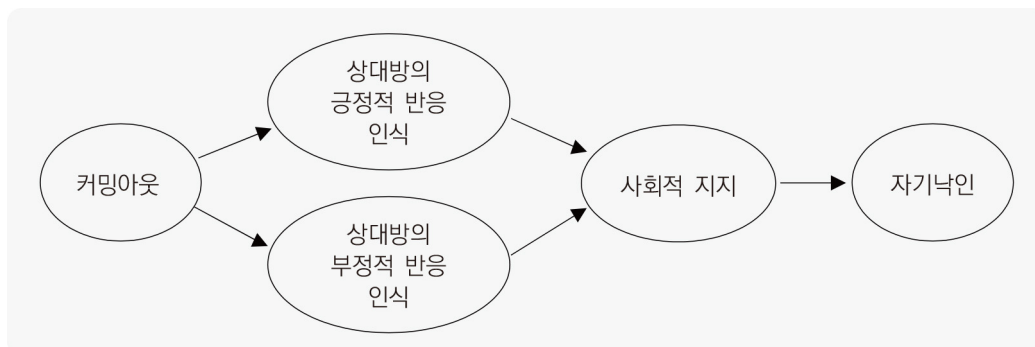 커밍아웃
상대방의
긍정적 반응
인식
상대방의
부정적 반응
인식
사회적 지지
자기낙인